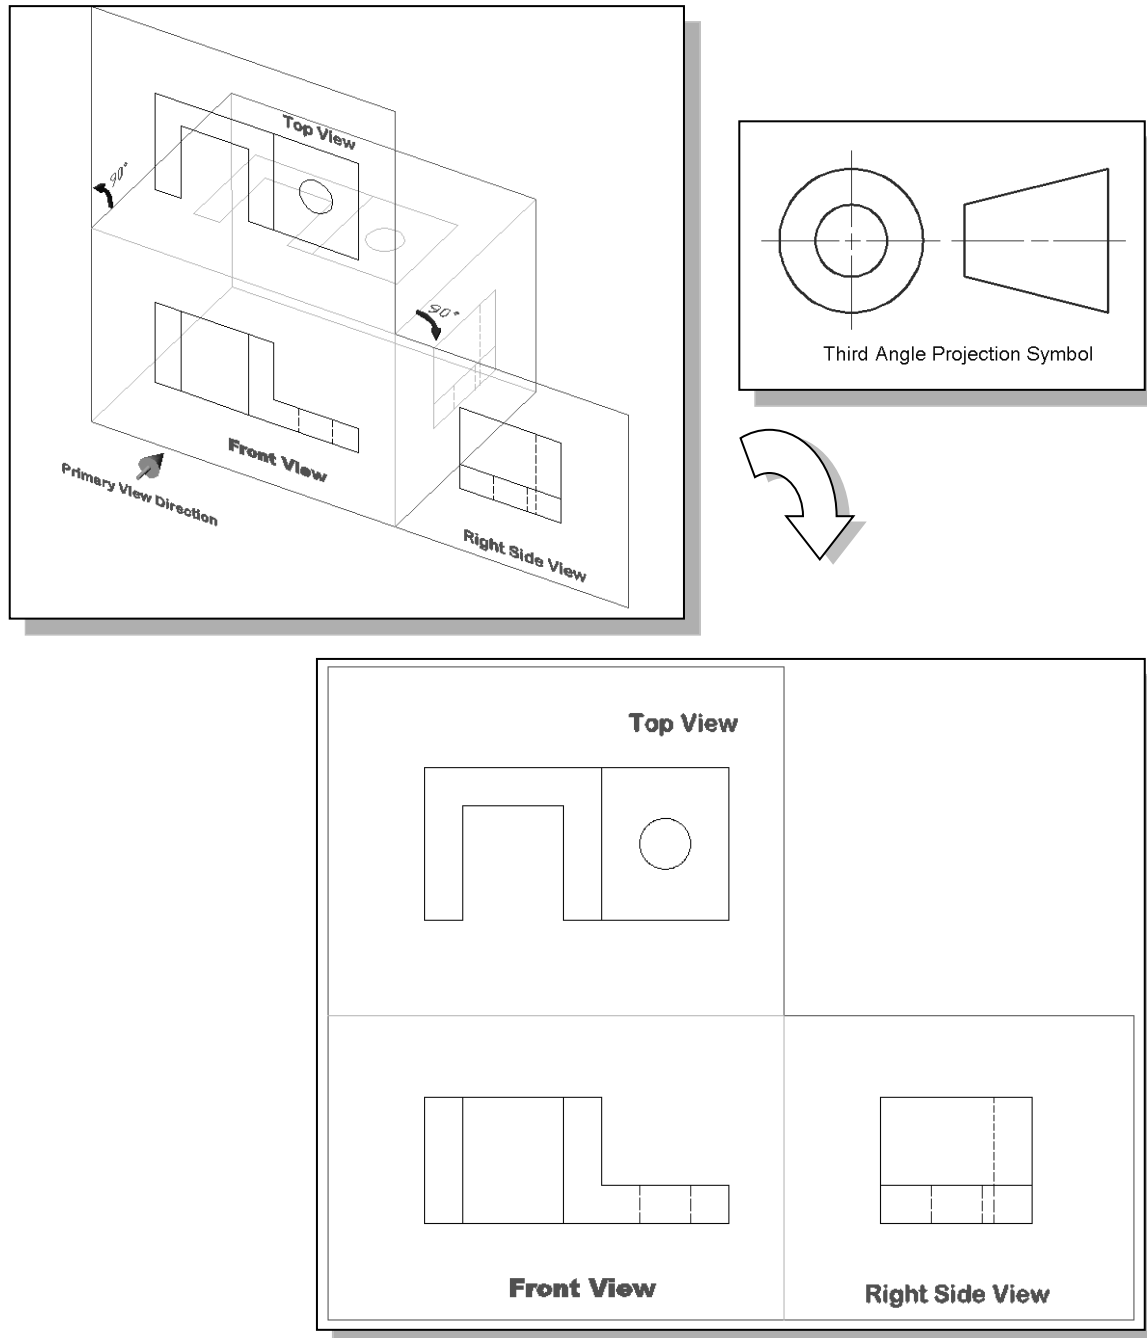 Top View
90°
90°
Front View
Primary View Direction
Right Side View
Third Angle Projection Symbol
Top View
Front View
Right Side View